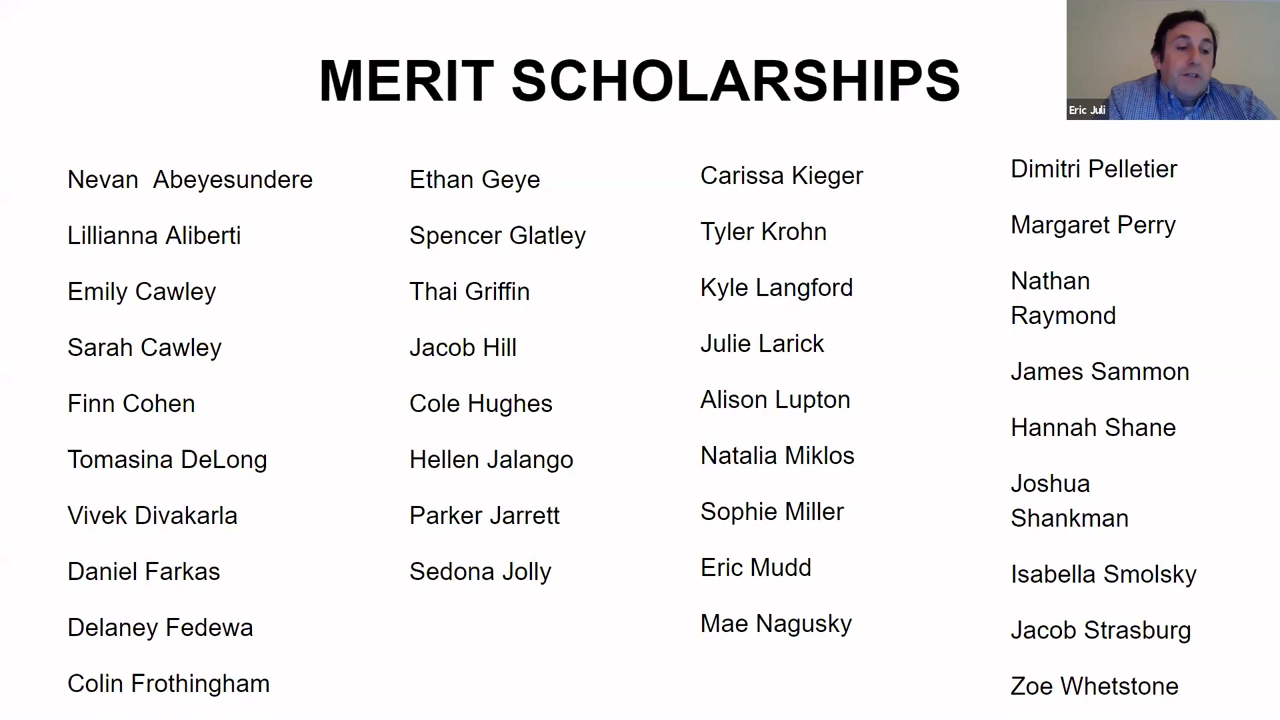 MERIT SCHOLARSHIPS
Eric Juli
Nevan  Abeyesundere
Lillianna Aliberti
Emily Cawley
Sarah Cawley
Finn Cohen
Tomasina DeLong
Vivek Divakarla
Daniel Farkas
Delaney Fedewa
Colin Frothingham
Ethan Geye
Spencer Glatley
Thai Griffin
Jacob Hill
Cole Hughes
Hellen Jalango
Parker Jarrett
Sedona Jolly
Carissa Kieger
Tyler Krohn
Kyle Langford
Julie Larick
Alison Lupton
Natalia Miklos
Sophie Miller
Eric Mudd
Mae Nagusky
Dimitri Pelletier
Margaret Perry
Nathan
Raymond
James Sammon
Hannah Shane
Joshua
Shankman
Isabella Smolsky
Jacob Strasburg
Zoe Whetstone